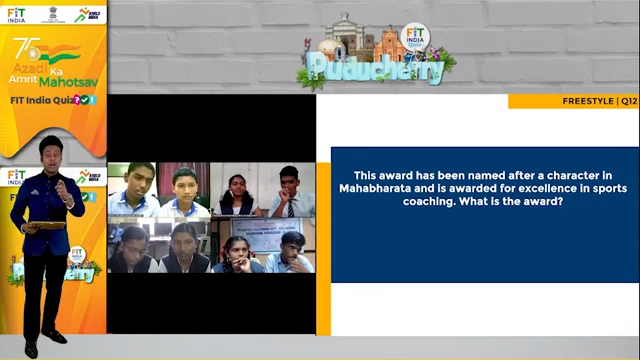 FIT
INDIA
KHELO
INDIA
75
Azadi Ka
Amrit Mahotsav
FIT India Quiz
FIT
INDIA
KHELO
INDIA
FIT
INDIA
Quiz
Puducherry
FREESTYLE | Q12
This award has been named after a character in
Mahabharata and is awarded for excellence in sports
coaching. What is the award?